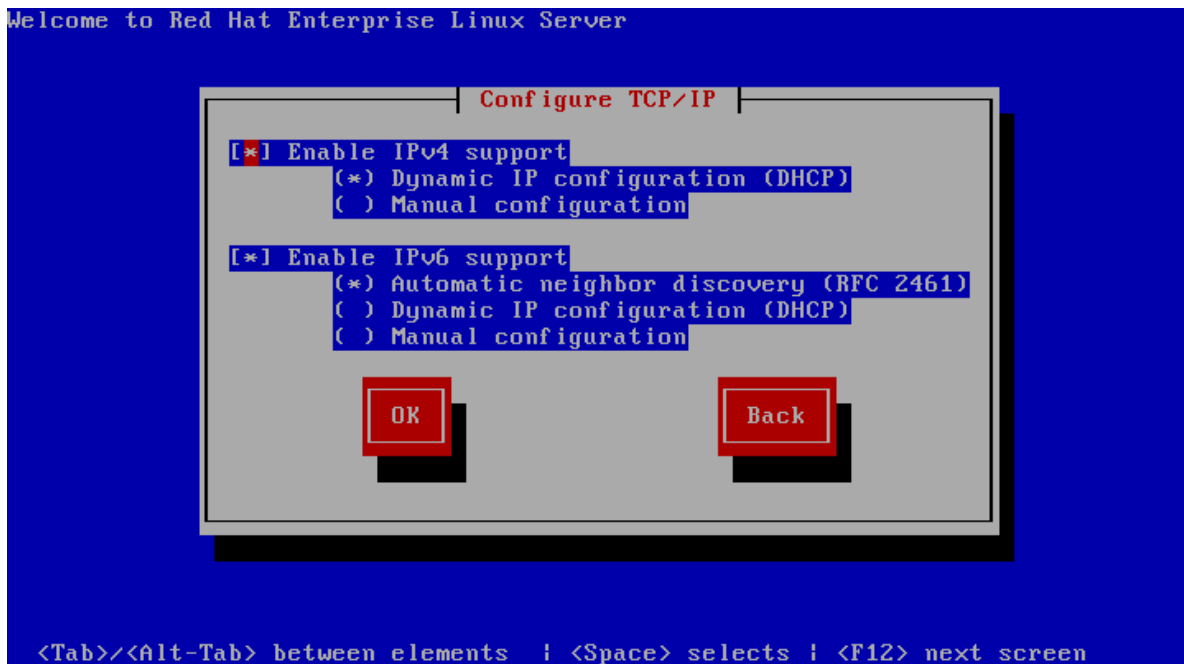 Welcome to Red Hat Enterprise Linux Server
Configure TCP/IP
[*] Enable IPv4 support
(*) Dynamic IP configuration (DHCP)
( ) Manual configuration
[*] Enable IPv6 support
(*) Automatic neighbor discovery (RFC 2461)
( ) Dynamic IP configuration (DHCP)
( ) Manual configuration
OK Back
<Tab>/<Alt-Tab> between elements | <Space> selects | <F12> next screen